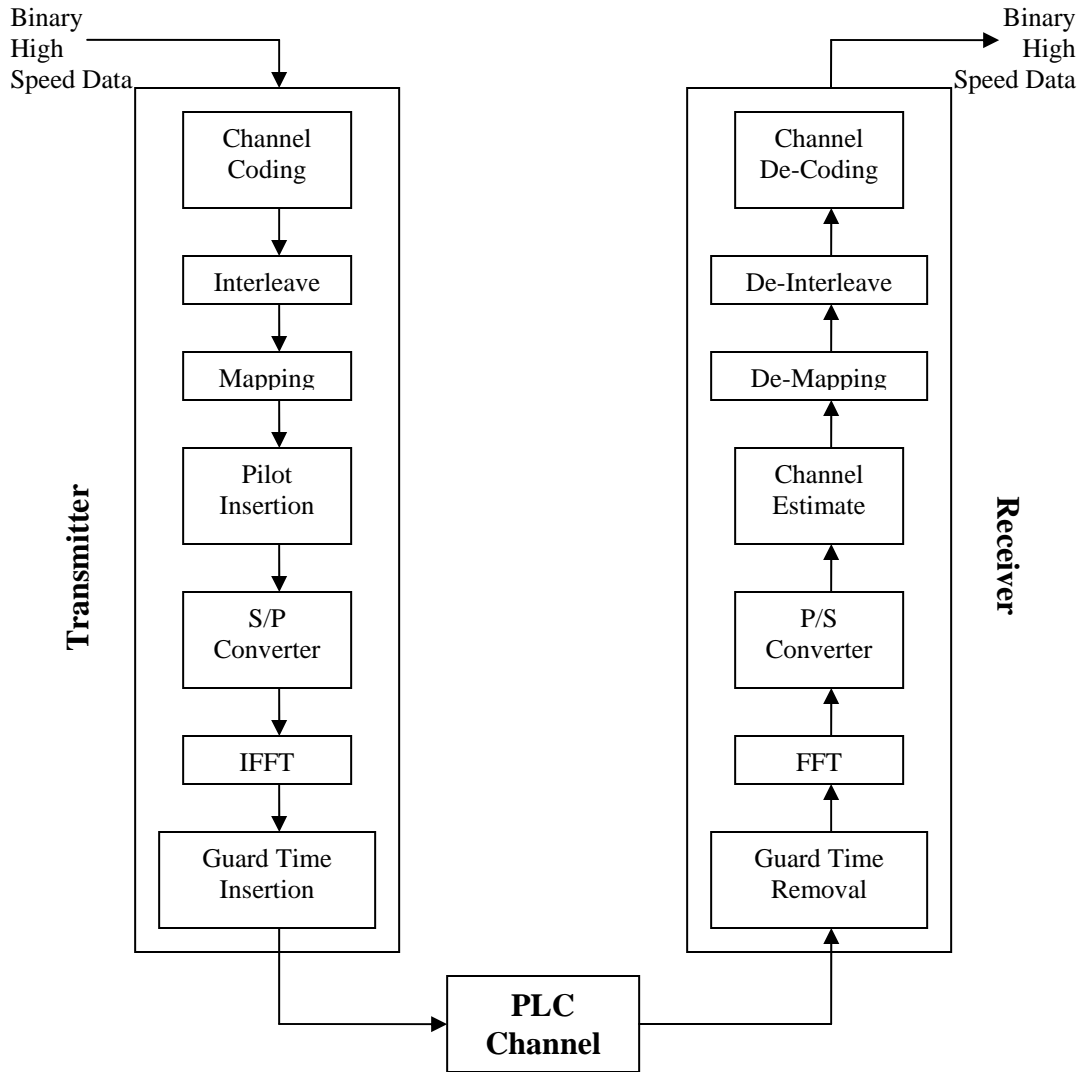 Binary
High
Speed Data
Channel
Coding
Interleave
Mapping
Pilot
Insertion
S/P
Converter
IFFT
Guard Time
Insertion
Transmitter
PLC
Channel
Binary
High
Speed Data
Channel
De-Coding
De-Interleave
De-Mapping
Channel
Estimate
P/S
Converter
FFT
Guard Time
Removal
Receiver